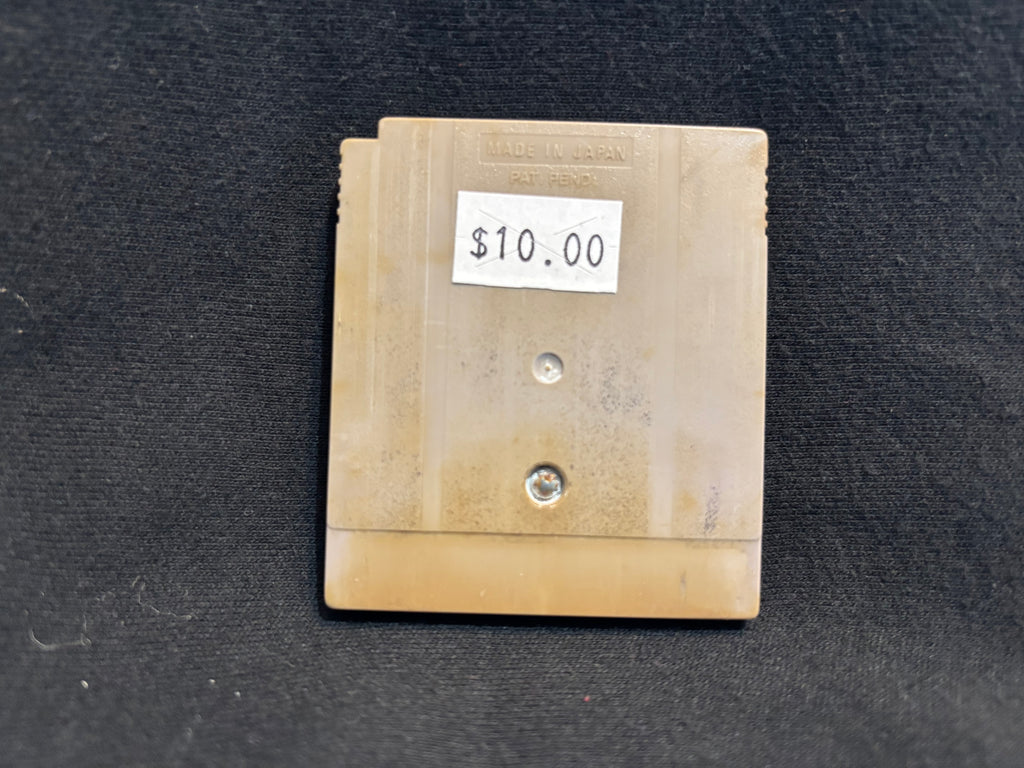 MADE IN JAPAN
PAT PEND.
$10.00